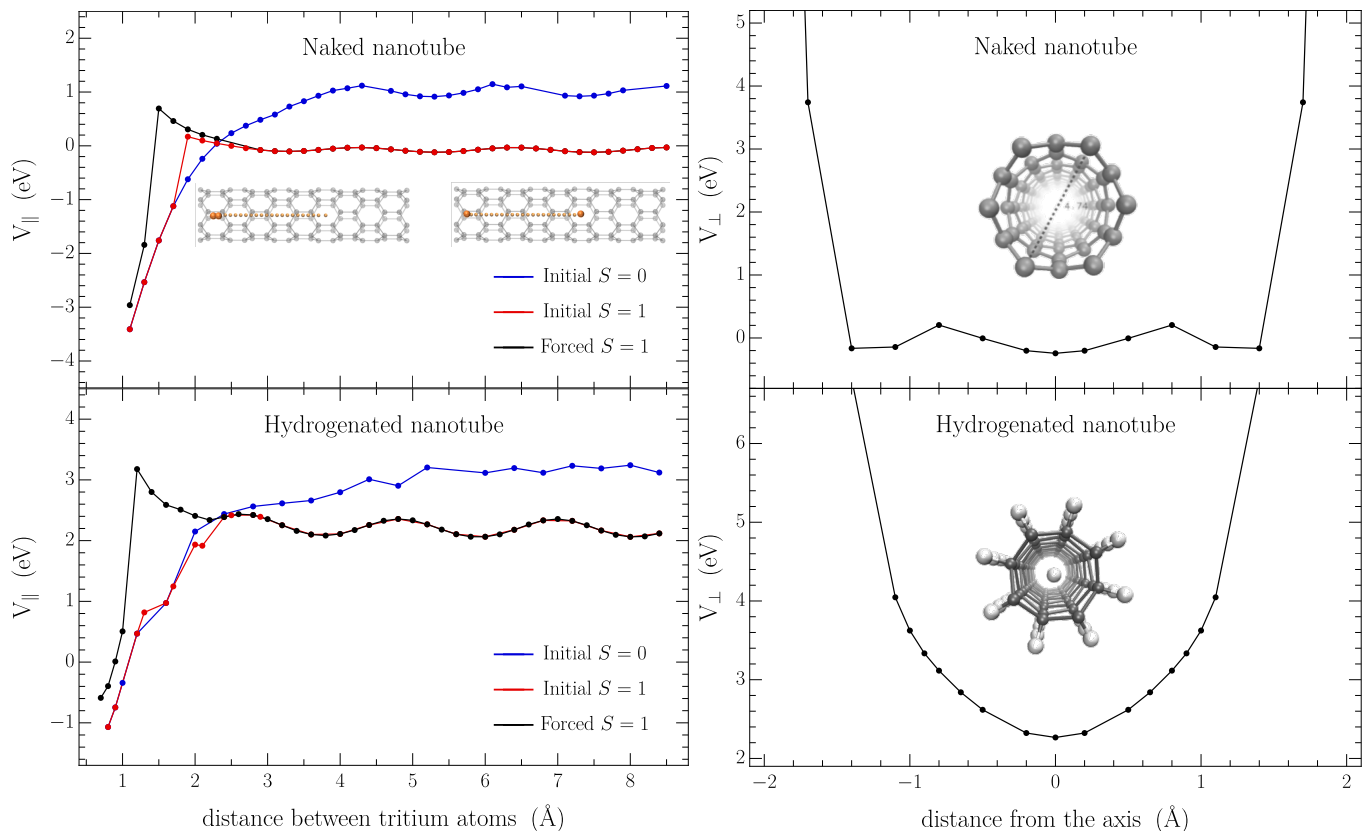 Naked nanotube
V∥ (eV)
2
1
0
−1
−2
−3
−4
Initial S = 0
Initial S = 1
Forced S = 1
Hydrogenated nanotube
V∥ (eV)
4
3
2
1
0
−1
Initial S = 0
Initial S = 1
Forced S = 1
1 2 3 4 5 6 7 8
distance between tritium atoms (Å)
Naked nanotube
V⊥ (eV)
5
4
3
2
1
0
4.74
Hydrogenated nanotube
V⊥ (eV)
6
5
4
3
2
−2 −1 0 1 2
distance from the axis (Å)